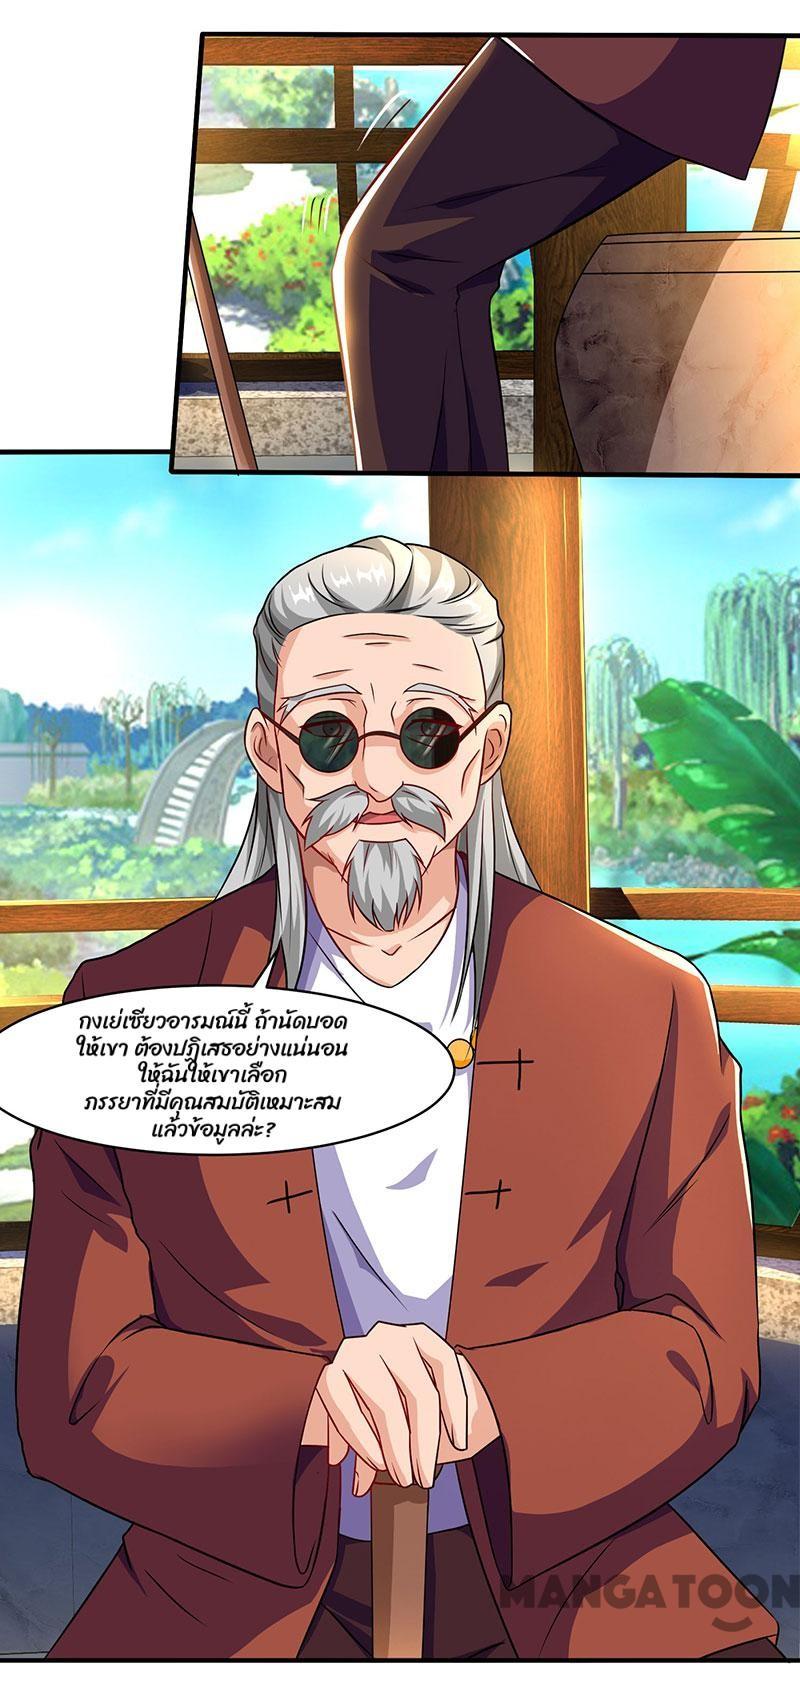 กงเย่เซียวอารมณ์นี้ ถ้านัดบอด
ให้เขา ต้องปฏิเสธอย่างแน่นอน
ให้ฉันให้เขาเลือก
ภรรยาที่มีคุณสมบัติเหมาะสม
แล้วข้อมูลล่ะ?
MANGATOON